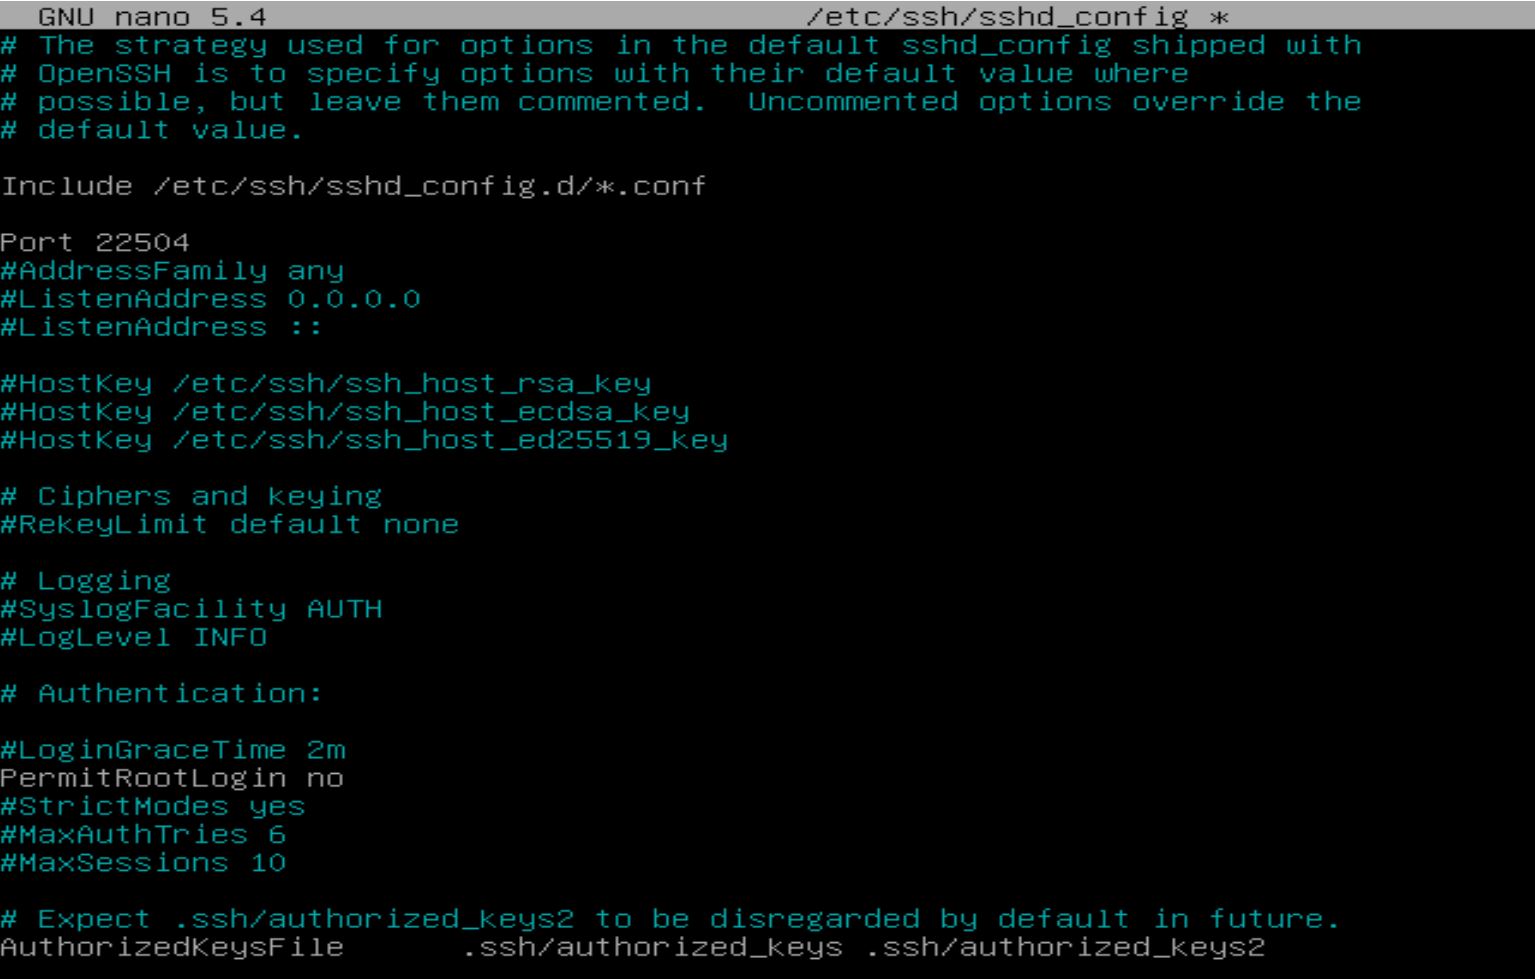 GNU nano 5.4 /etc/ssh/sshd_config *
# The strategy used for options in the default sshd_config shipped with
# OpenSSH is to specify options with their default value where
# possible, but leave them commented.  Uncommented options override the
# default value.
Include /etc/ssh/sshd_config.d/*.conf
Port 22504
#AddressFamily any
#ListenAddress 0.0.0.0
#ListenAddress ::
#HostKey /etc/ssh/ssh_host_rsa_key
#HostKey /etc/ssh/ssh_host_ecdsa_key
#HostKey /etc/ssh/ssh_host_ed25519_key
# Ciphers and keying
#RekeyLimit default none
# Logging
#SyslogFacility AUTH
#LogLevel INFO
# Authentication:
#LoginGraceTime 2m
PermitRootLogin no
#StrictModes yes
#MaxAuthTries 6
#MaxSessions 10
# Expect .ssh/authorized_keys2 to be disregarded by default in future.
AuthorizedKeysFile      .ssh/authorized_keys .ssh/authorized_keys2